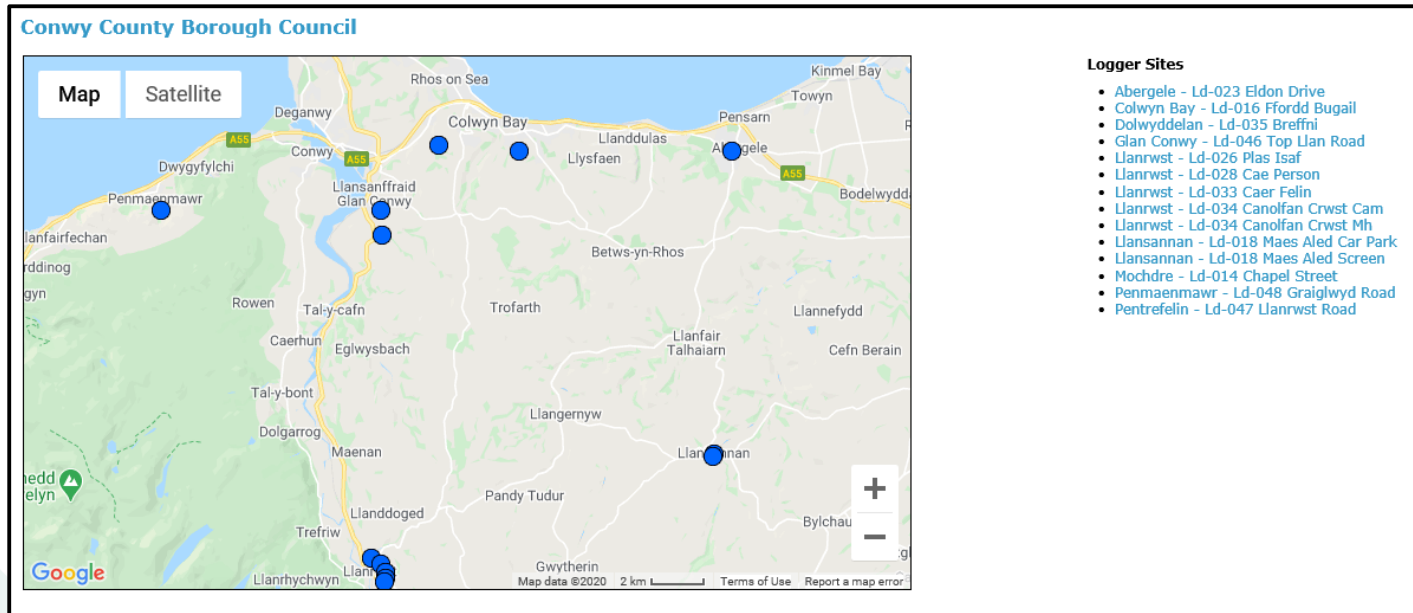 Conwy County Borough Council
Map
Satellite
Rhos on Sea
Kinmel Bay
Towyn
Deganwy
Colwyn Bay
Pensarn
A55
Llanddulas
Conwy
A55
Llysfaen
Dwygyfylchi
A55
Llansanffraid
Glan Conwy
Bodelwydda
Penmaenmawr
lanfairfechan
Betws-yn-Rhos
rddinog
gyn
Rowen
Tal-y-cafn
Trofarth
Llannefydd
Caerhun
Eglwysbach
Llanfair
Talhaiarn
Cefn Berain
Tal-y-bont
Llangernyw
Dolgarrog
Maenan
nedd
elyn
Pandy Tudur
Llanddoged
Bylchau
Trefriw
Gwytherin
Llanrhychwyn
Google
Map data ©2020
2 km
Terms of Use
Report a map error
+
−
Logger Sites
• Abergele - Ld-023 Eldon Drive
• Colwyn Bay - Ld-016 Ffordd Bugail
• Dolwyddelan - Ld-035 Breffni
• Glan Conwy - Ld-046 Top Llan Road
• Llanrwst - Ld-026 Plas Isaf
• Llanrwst - Ld-028 Cae Person
• Llanrwst - Ld-033 Caer Felin
• Llanrwst - Ld-034 Canolfan Crwst Cam
• Llanrwst - Ld-034 Canolfan Crwst Mh
• Llansannan - Ld-018 Maes Aled Car Park
• Llansannan - Ld-018 Maes Aled Screen
• Mochdre - Ld-014 Chapel Street
• Penmaenmawr - Ld-048 Graiglwyd Road
• Pentrefelin - Ld-047 Llanrwst Road